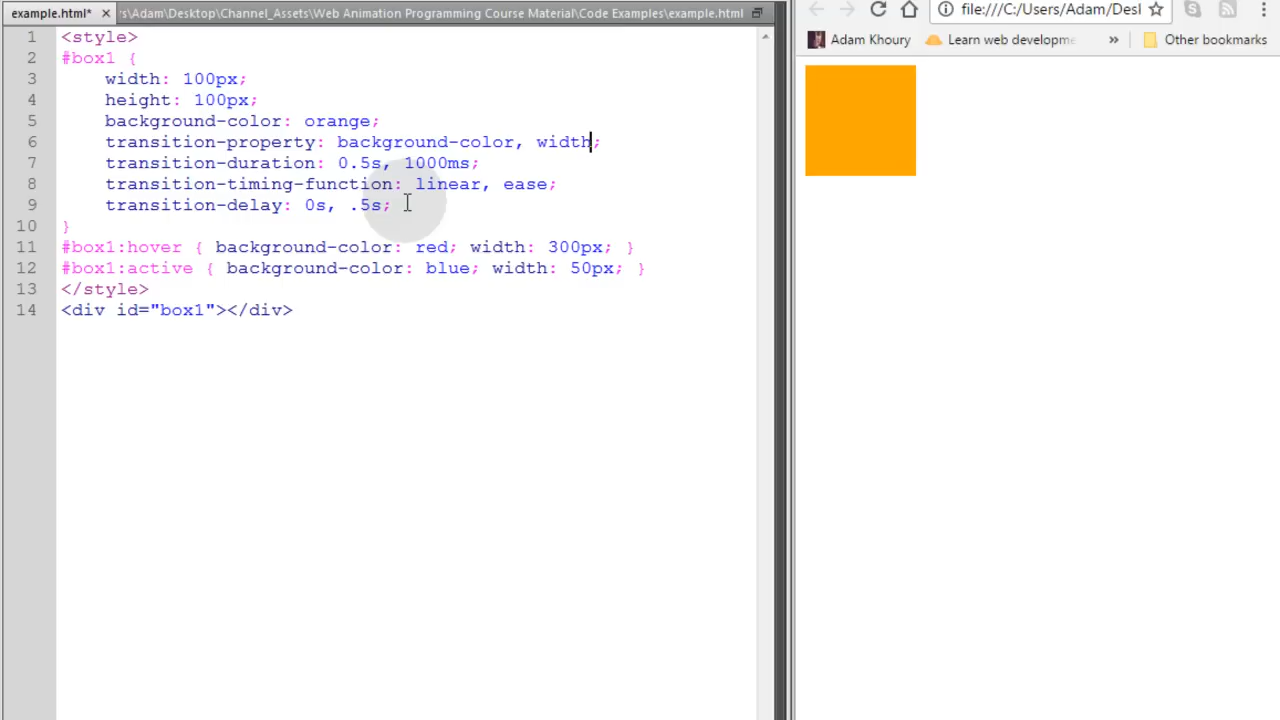 example.html* × rs\Adam\Desktop\Channel_Assets\Web Animation Programming Course Material\Code Examples\example.html
file:///C:/Users/Adam/Desl
Adam Khoury Learn web developme » Other bookmarks
1 <style>
2 #box1 {
3 width: 100px;
4 height: 100px;
5 background-color: orange;
6 transition-property: background-color, width;
7 transition-duration: 0.5s, 1000ms;
8 transition-timing-function: linear, ease;
9 transition-delay: 0s, .5s;
10 }
11 #box1:hover { background-color: red; width: 300px; }
12 #box1:active { background-color: blue; width: 50px; }
13 </style>
14 <div id="box1"></div>